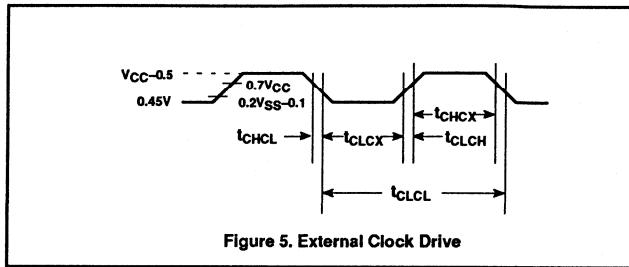 VCC–0.5
0.7VCC
0.45V
0.2VSS–0.1
tCHCX
tCHCL
tCLCX
tCLCH
tCLCL
Figure 5. External Clock Drive